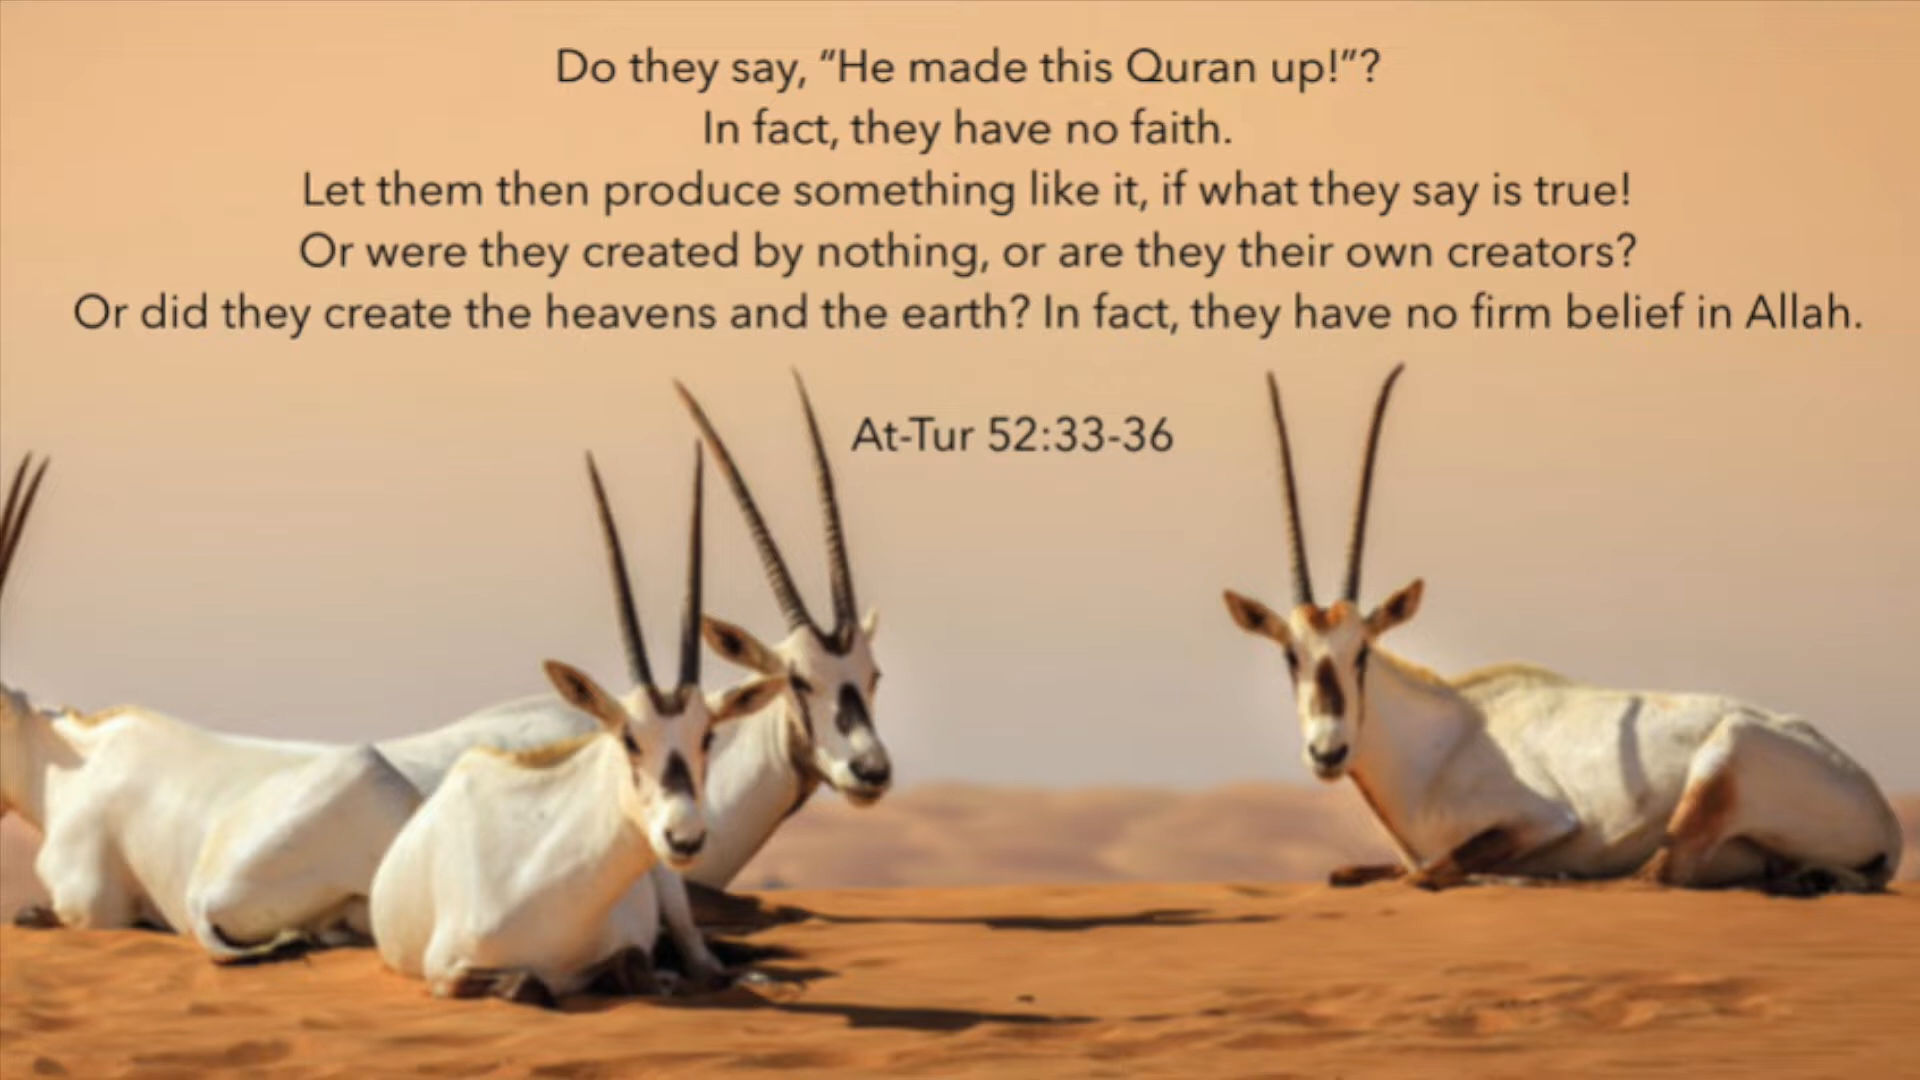 Do they say, “He made this Quran up!”?
In fact, they have no faith.
Let them then produce something like it, if what they say is true!
Or were they created by nothing, or are they their own creators?
Or did they create the heavens and the earth? In fact, they have no firm belief in Allah.
At-Tur 52:33-36